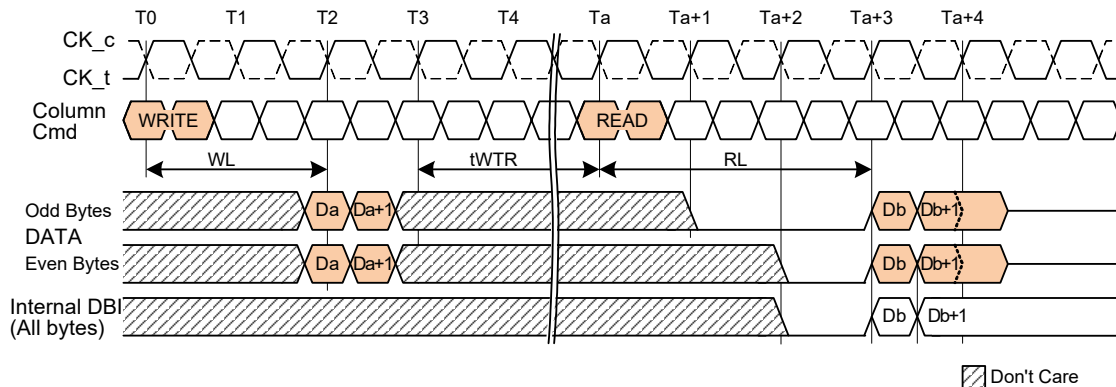 T0 T1 T2 T3 T4 Ta Ta+1 Ta+2 Ta+3 Ta+4
CK_c
CK_t
Column
Cmd
WRITE READ
WL tWTR RL
Odd Bytes Da Da+1 Db Db+1
DATA
Even Bytes Da Da+1 Db Db+1
Internal DBI
(All bytes)
Db Db+1
Don't Care